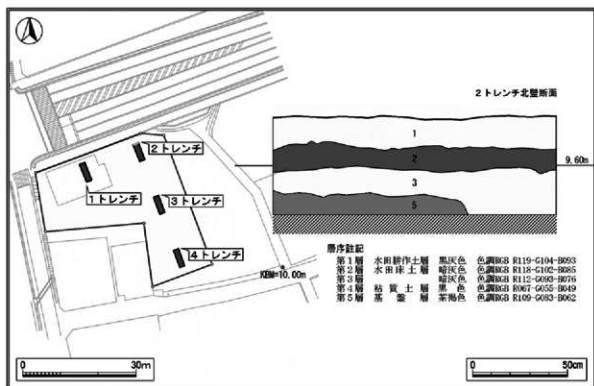 2トレンチ北壁断面
1
2
9.60m
3
5
2トレンチ
1トレンチ
3トレンチ
4トレンチ
KBM=10.00m
層序註記
第1層 水田耕作土層 黒灰色 色調RGB R119-G104-B093
第2層 水田床土層 暗灰色 色調RGB R118-G102-B085
第3層 暗灰色 色調RGB R112-G093-B076
第4層 粘質土層 黒色 色調RGB R067-G055-B049
第5層 基盤層 茶褐色 色調RGB R109-G083-B062
0 30m
0 50cm